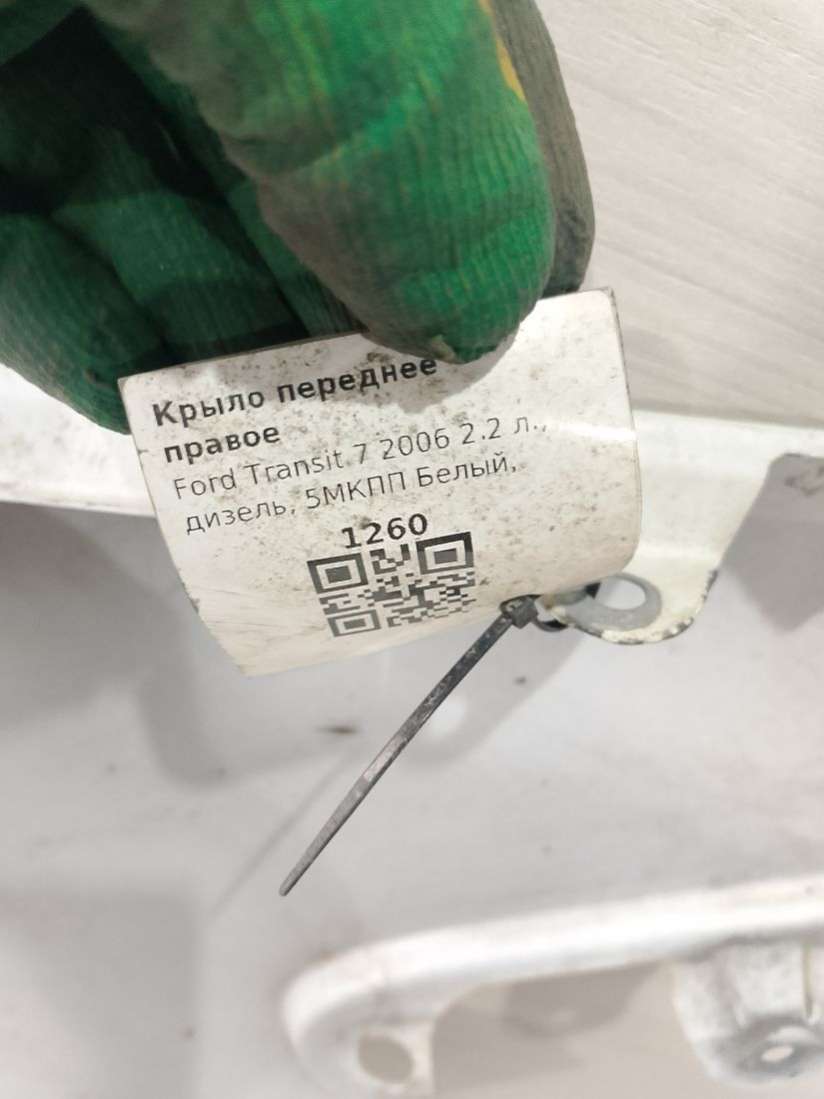 Крыло переднее
правое
Ford Transit 7 2006 2.2 л.,
дизель, 5МКПП Белый,
1260